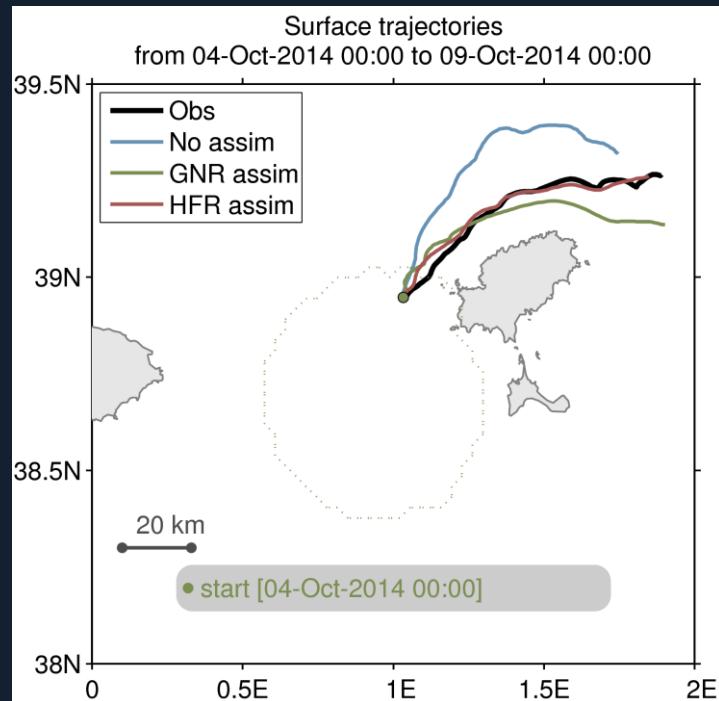 Surface trajectories
from 04-Oct-2014 00:00 to 09-Oct-2014 00:00
39.5N
Obs
No assim
GNR assim
HFR assim
39N
38.5N
20 km
start [04-Oct-2014 00:00]
38N
0
0.5E
1E
1.5E
2E